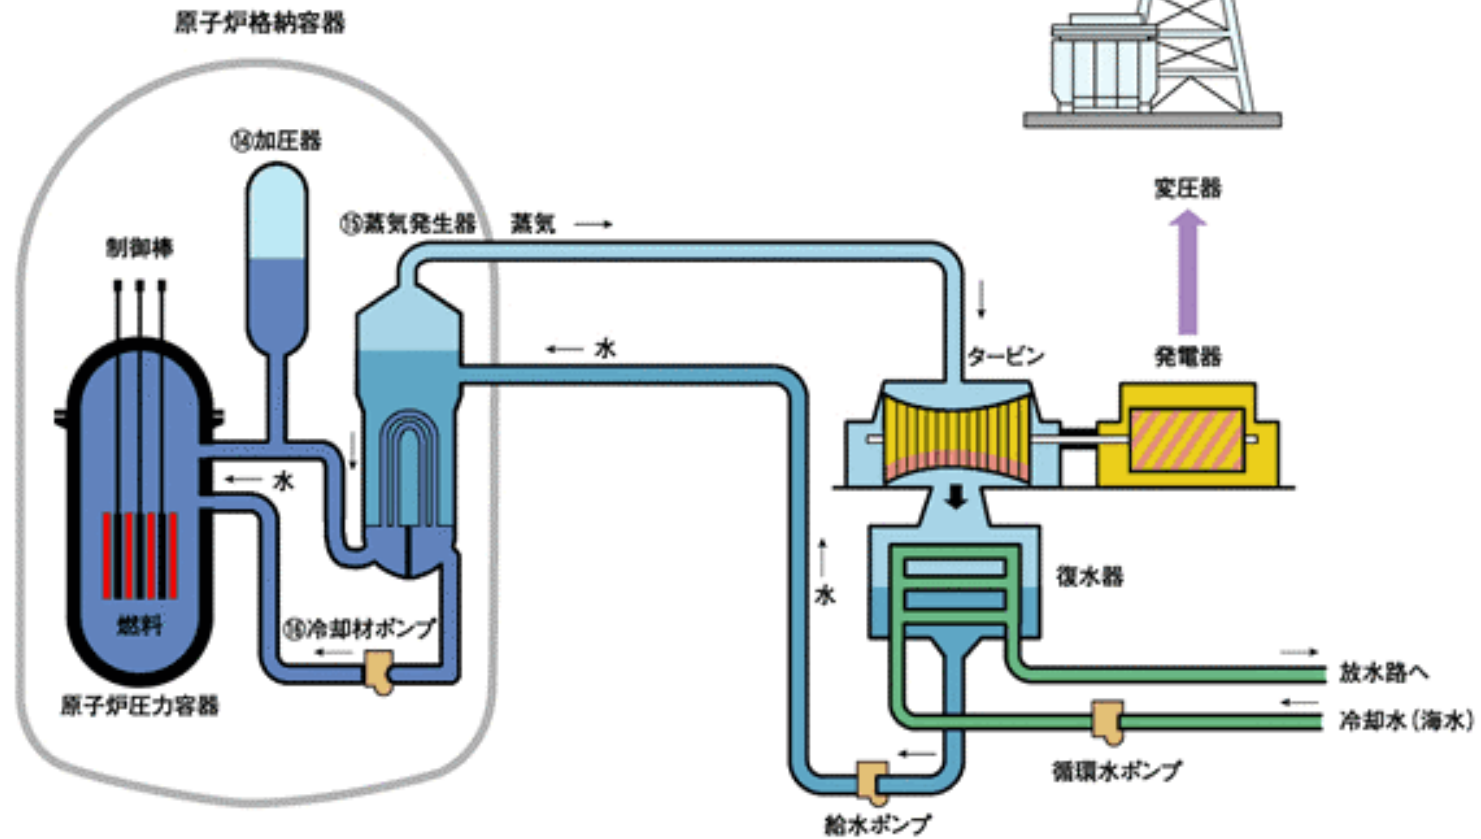 原子炉格納容器
⑭加圧器
変圧器
⑮蒸気発生器
蒸気
制御棒
水
タービン
発電器
水
復水器
水
燃料
⑯冷却材ポンプ
放水路へ
原子炉圧力容器
冷却水(海水)
循環水ポンプ
給水ポンプ